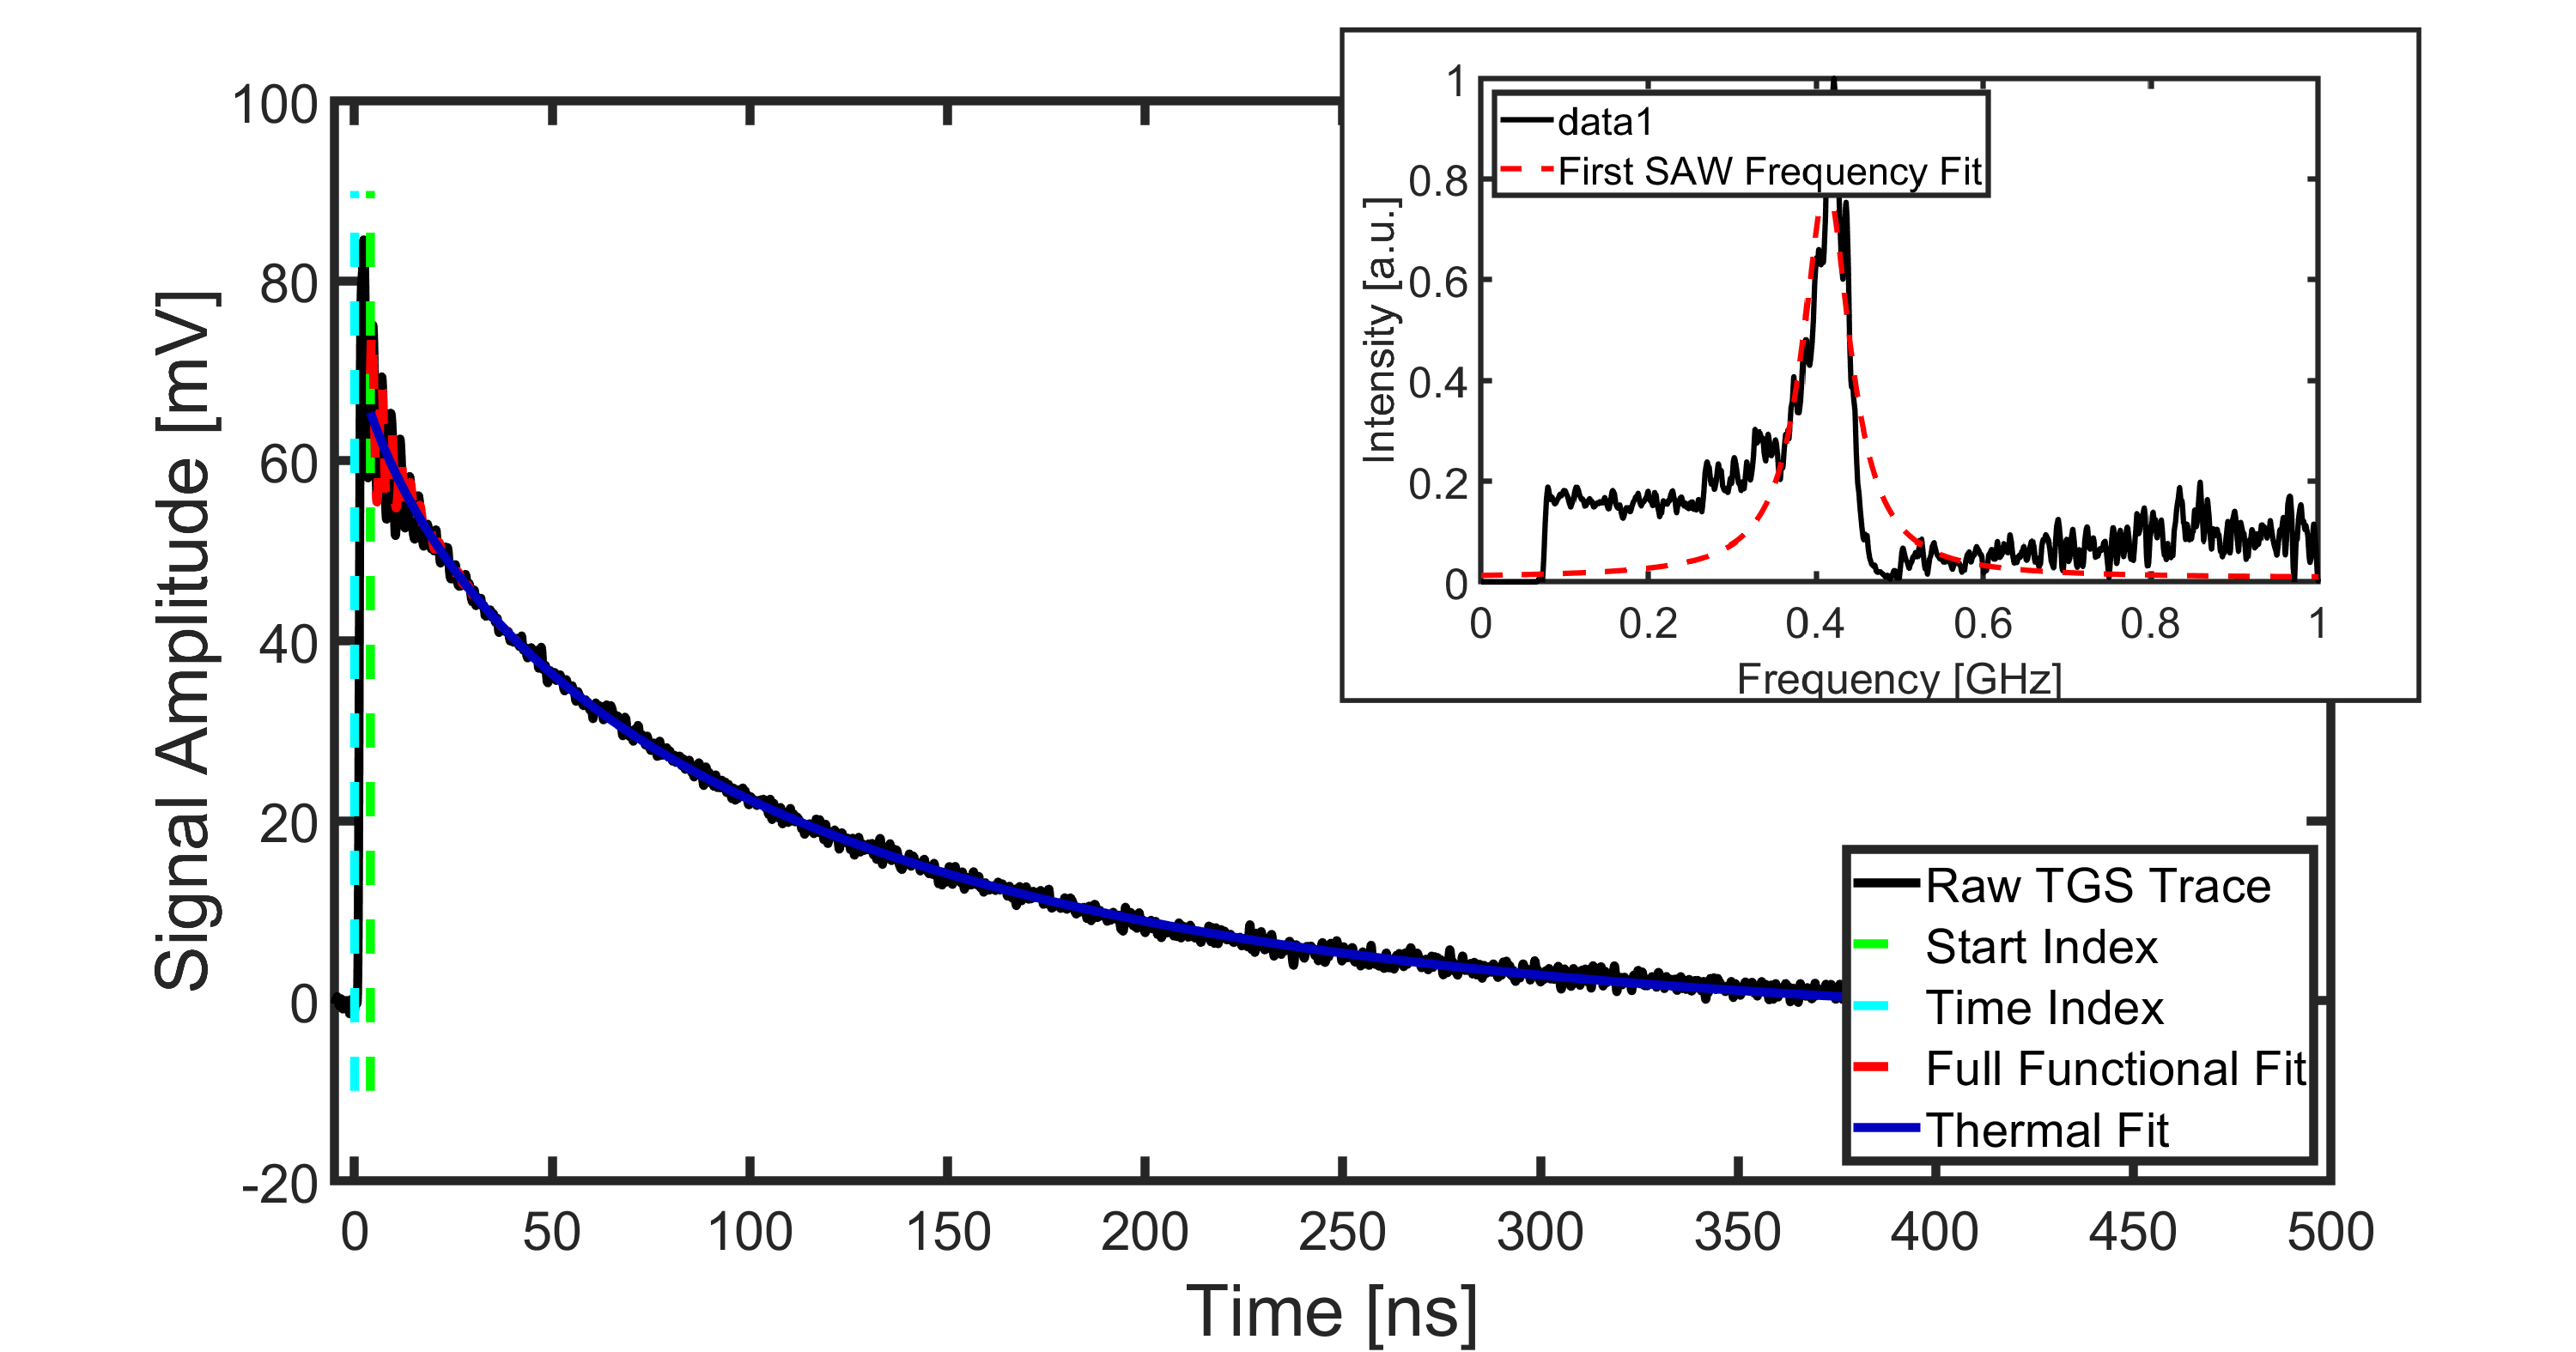 Signal Amplitude [mV]
100
80
60
40
20
0
-20
0 50 100 150 200 250 300 350 400 450 500
Time [ns]
Raw TGS Trace
Start Index
Time Index
Full Functional Fit
Thermal Fit
Intensity [a.u.]
1
0.8
0.6
0.4
0.2
0
0 0.2 0.4 0.6 0.8 1
Frequency [GHz]
data1
First SAW Frequency Fit